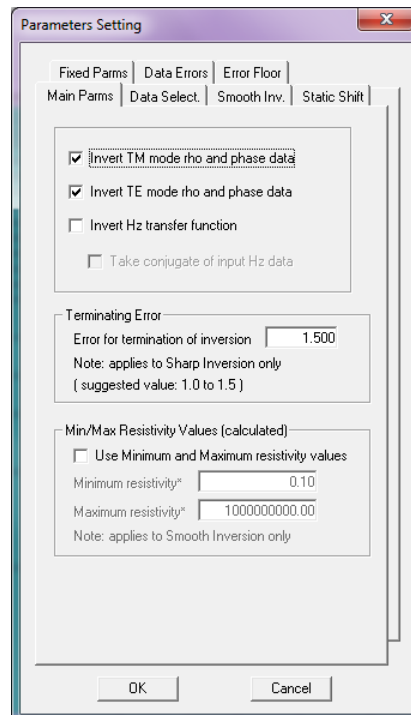 Parameters Setting
x
Fixed Parms Data Errors Error Floor
Main Parms Data Select. Smooth Inv. Static Shift
Invert TM mode rho and phase data
Invert TE mode rho and phase data
Invert Hz transfer function
Take conjugate of input Hz data
Terminating Error
Error for termination of inversion 1.500
Note: applies to Sharp Inversion only
( suggested value: 1.0 to 1.5 )
Min/Max Resistivity Values (calculated)
Use Minimum and Maximum resistivity values
Minimum resistivity* 0.10
Maximum resistivity* 1000000000.00
Note: applies to Smooth Inversion only
OK Cancel